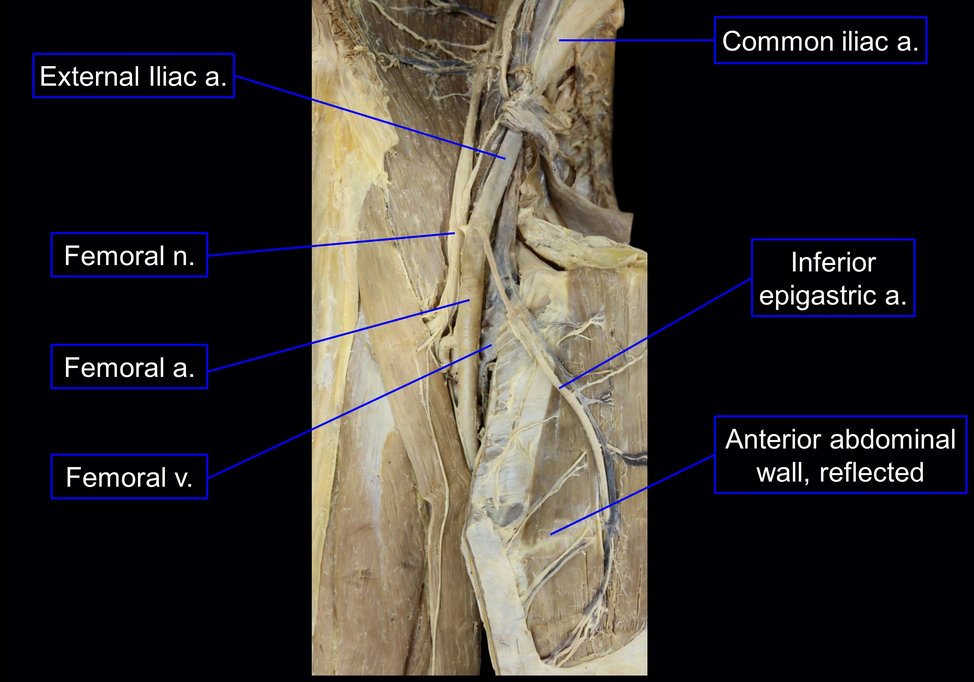 Common iliac a.
External Iliac a.
Femoral n.
Inferior
epigastric a.
Femoral a.
Anterior abdominal
wall, reflected
Femoral v.